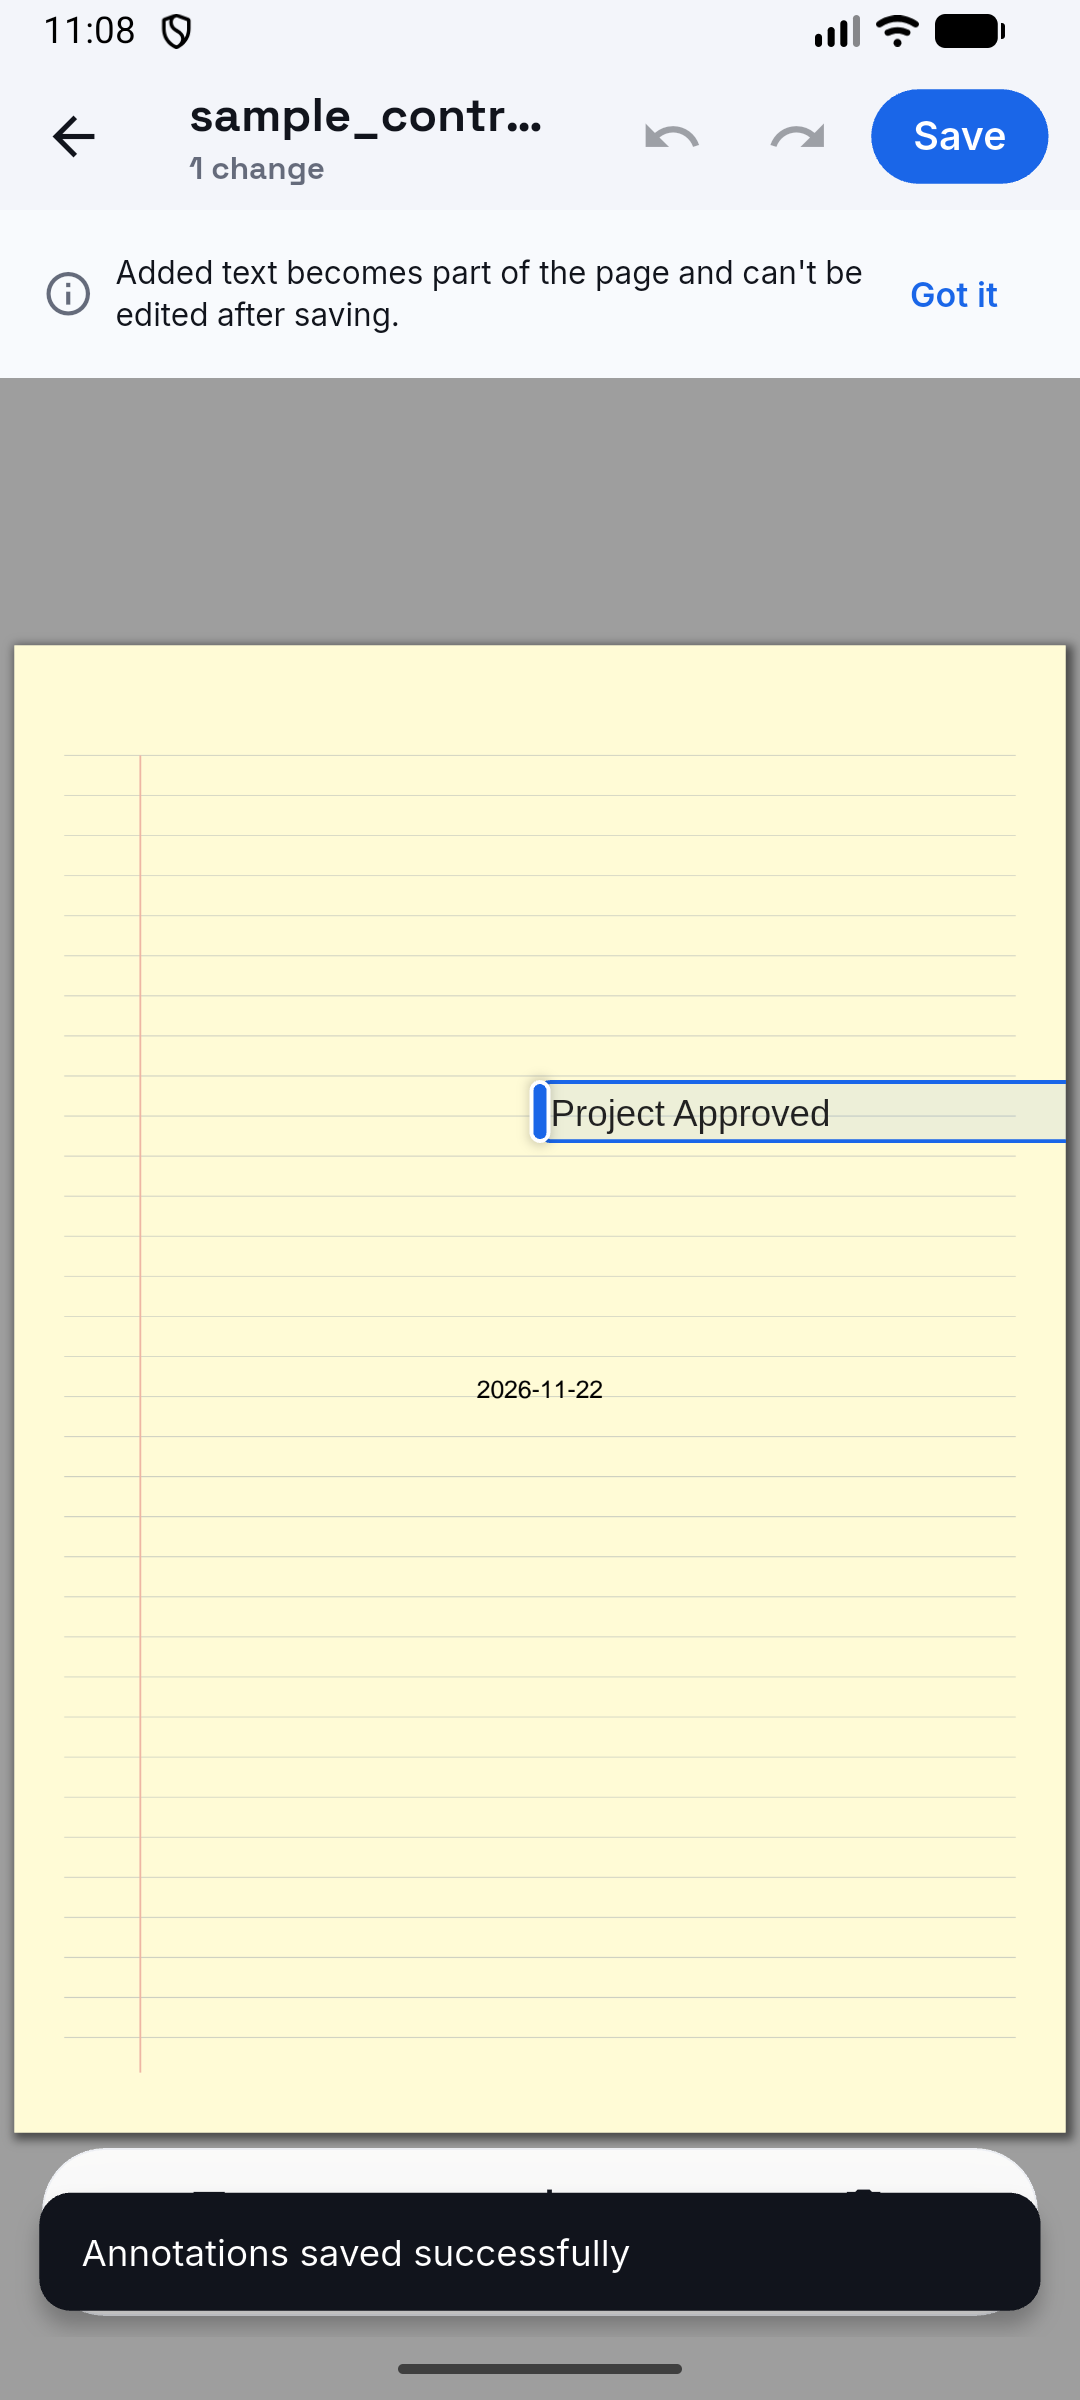 11:08
sample_contr...
1 change
Save
Added text becomes part of the page and can't be
edited after saving.
Got it
Project Approved
2026-11-22
Annotations saved successfully